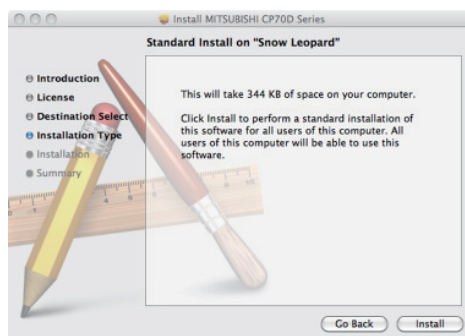 Install MITSUBISHI CP70D Series
Standard Install on "Snow Leopard"
Introduction
License
Destination Select
Installation Type
Installation
Summary
This will take 344 KB of space on your computer.
Click Install to perform a standard installation of
this software for all users of this computer. All
users of this computer will be able to use this
software.
Go Back
Install